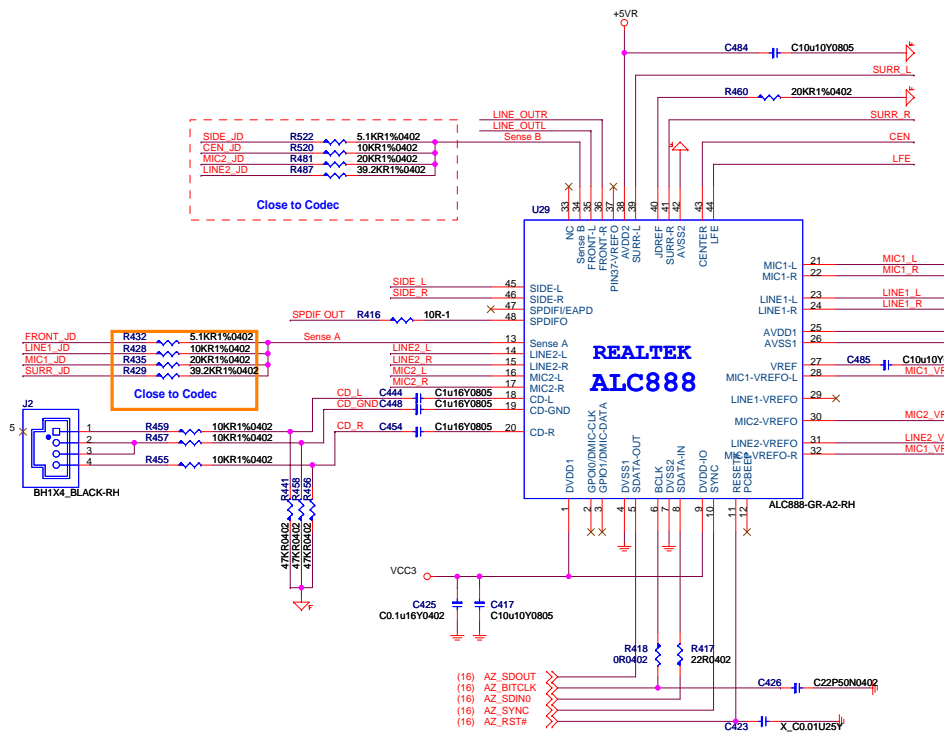 +5VR
C484 C10u10Y0805
SURR_L
R460 20KR1%0402
LINE_OUTR
SURR_R
LINE_OUTL
SIDE_JD R522 5.1KR1%0402 Sense B
CEN_JD R520 10KR1%0402
MIC2_JD R481 20KR1%0402
LINE2_JD R487 39.2KR1%0402
CEN
LFE
Close to Codec
U29
33 34 35 36 37 38 39 40 41 42 43 44
NC
Sense B
FRONT-L
FRONT-R
PIN37-VREFO
AVDD2
SURR-L
JDREF
SURR-R
AVSS2
CENTER
LFE
SIDE_L 45 SIDE-L
SIDE_R 46 SIDE-R
47 SPDIFI/EAPD
SPDIF OUT R416 10R-1 48 SPDIFO
MIC1-L 21 MIC1_L
MIC1-R 22 MIC1_R
LINE1-L 23 LINE1_L
LINE1-R 24 LINE1_R
AVDD1 25
AVSS1 26
VREF 27 C485 C10u10Y0
MIC1-VREFO-L 28 MIC1_VR
LINE1-VREFO 29
MIC2-VREFO 30 MIC2_VR
LINE2-VREFO 31 LINE2_V
MIC1-VREFO-R 32 MIC1_VR
FRONT_JD R432 5.1KR1%0402 Sense A 13 Sense A
LINE1_JD R428 10KR1%0402 LINE2_L 14 LINE2-L
MIC1_JD R435 20KR1%0402 LINE2_R 15 LINE2-R
SURR_JD R429 39.2KR1%0402 MIC2_L 16 MIC2-L
MIC2_R 17 MIC2-R
Close to Codec
CD_L C444 C1u16Y0805 18 CD-L
CD_GND C448 C1u16Y0805 19 CD-GND
CD_R C454 C1u16Y0805 20 CD-R
REALTEK
ALC888
J2
5
1 R459 10KR1%0402
2 R457 10KR1%0402
3
4 R455 10KR1%0402
BH1X4_BLACK-RH
R441 R458 R456
47KR0402 47KR0402 47KR0402
DVDD1
GPOI0/DMIC-CLK
GPIO1/DMIC-DATA
DVSS1
SDATA-OUT
BCLK
DVSS2
SDATA-IN
DVDD-IO
SYNC
RESET#
PCBEEP
1 2 3 4 5 6 7 8 9 10 11 12
ALC888-GR-A2-RH
VCC3
C425 C417
C0.1u16Y0402 C10u10Y0805
R418 R417
0R0402 22R0402
(16) AZ_SDOUT
(16) AZ_BITCLK C426 C22P50N0402
(16) AZ_SDIN0
(16) AZ_SYNC
(16) AZ_RST# C423 X_C0.01U25Y